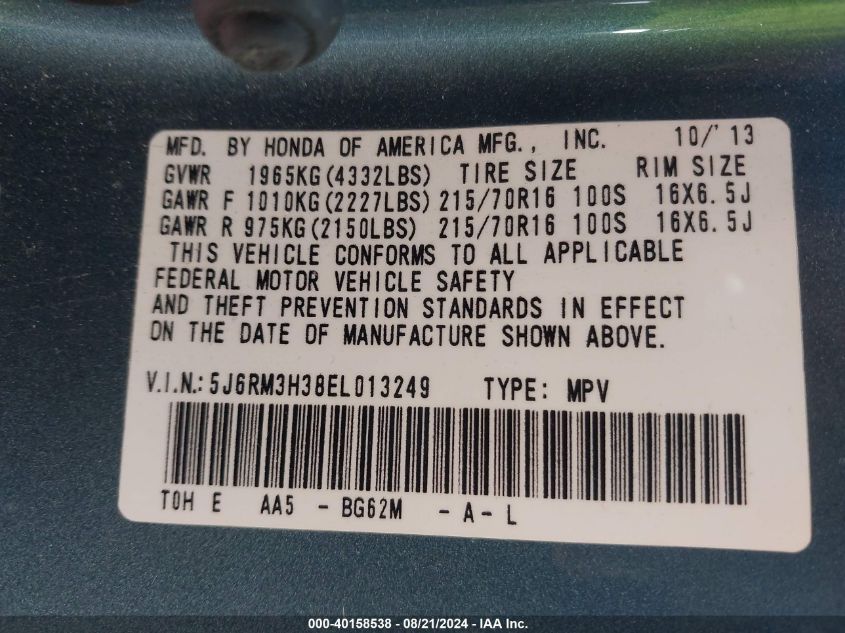 MFD. BY HONDA OF AMERICA MFG., INC. 10/'13
GVWR 1965KG(4332LBS) TIRE SIZE RIM SIZE
GAWR F 1010KG(2227LBS) 215/70R16 100S 16X6.5J
GAWR R 975KG(2150LBS) 215/70R16 100S 16X6.5J
THIS VEHICLE CONFORMS TO ALL APPLICABLE
FEDERAL MOTOR VEHICLE SAFETY
AND THEFT PREVENTION STANDARDS IN EFFECT
ON THE DATE OF MANUFACTURE SHOWN ABOVE.
V.I.N.: 5J6RM3H38EL013249 TYPE: MPV
TOH E AA5 - BG62M - A - L
000-40158538 - 08/21/2024 - IAA Inc.